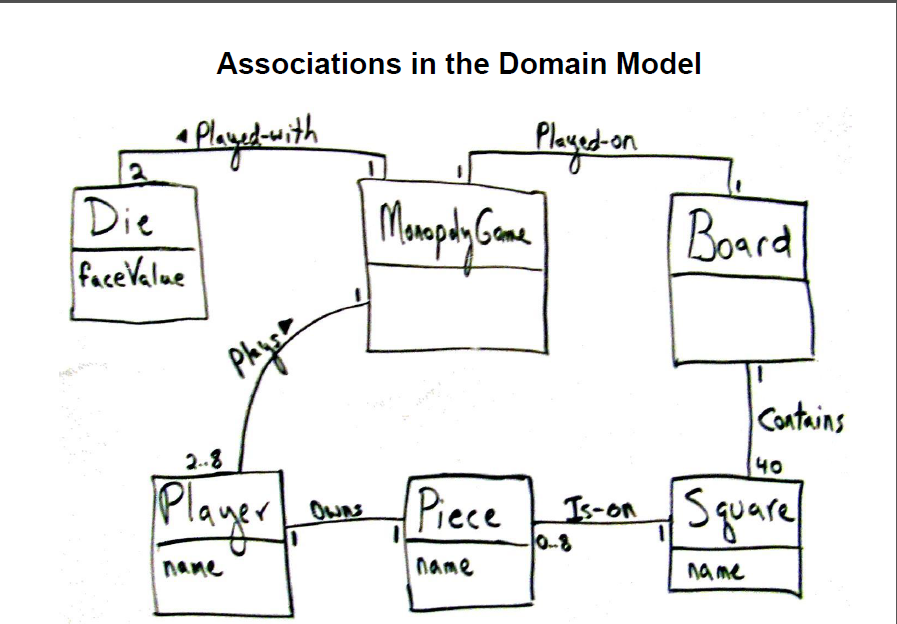 Associations in the Domain Model
◄ Played-with
Played-on
2
1
1
1
Die
faceValue
MonopolyGame
Board
1
Plays ►
1
Contains
2..8
40
Player
name
Owns
1
1
Piece
name
Is-on
0..8
1
Square
name